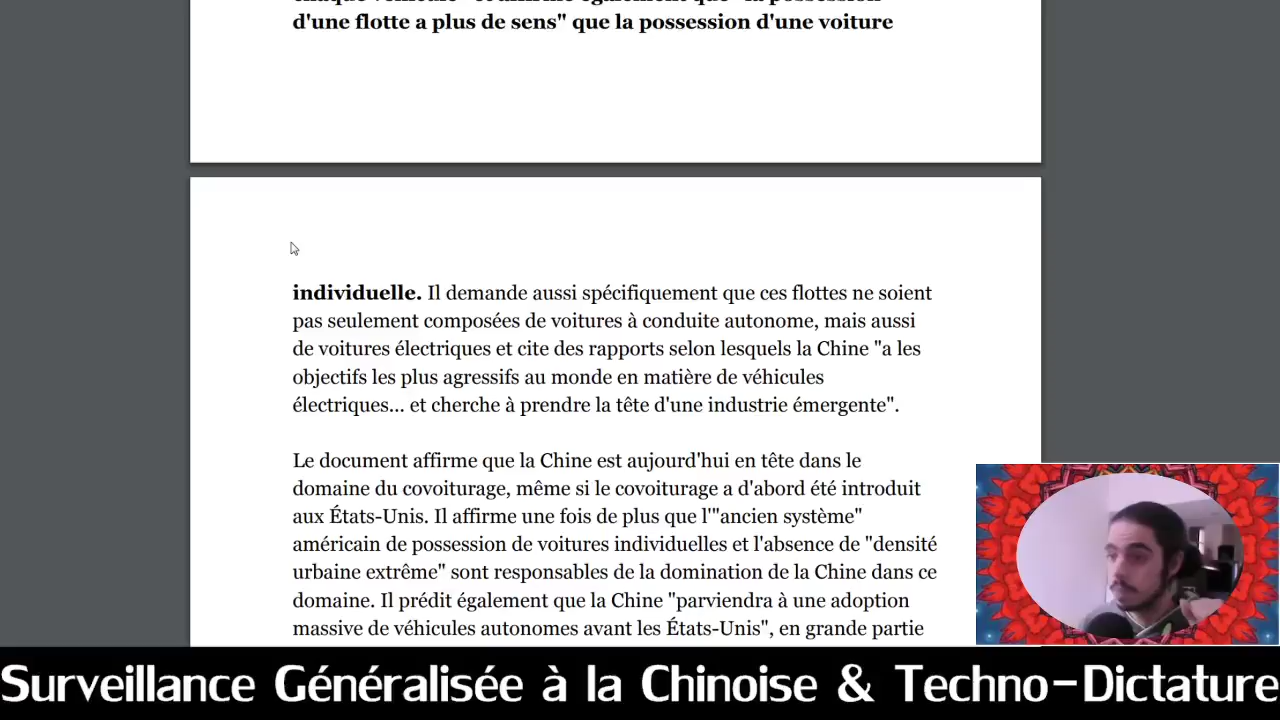 d'une flotte a plus de sens" que la possession d'une voiture
individuelle. Il demande aussi spécifiquement que ces flottes ne soient
pas seulement composées de voitures à conduite autonome, mais aussi
de voitures électriques et cite des rapports selon lesquels la Chine "a les
objectifs les plus agressifs au monde en matière de véhicules
électriques... et cherche à prendre la tête d'une industrie émergente".
Le document affirme que la Chine est aujourd'hui en tête dans le
domaine du covoiturage, même si le covoiturage a d'abord été introduit
aux États-Unis. Il affirme une fois de plus que l'"ancien système"
américain de possession de voitures individuelles et l'absence de "densité
urbaine extrême" sont responsables de la domination de la Chine dans ce
domaine. Il prédit également que la Chine "parviendra à une adoption
massive de véhicules autonomes avant les États-Unis", en grande partie
Surveillance Généralisée à la Chinoise & Techno-Dictature